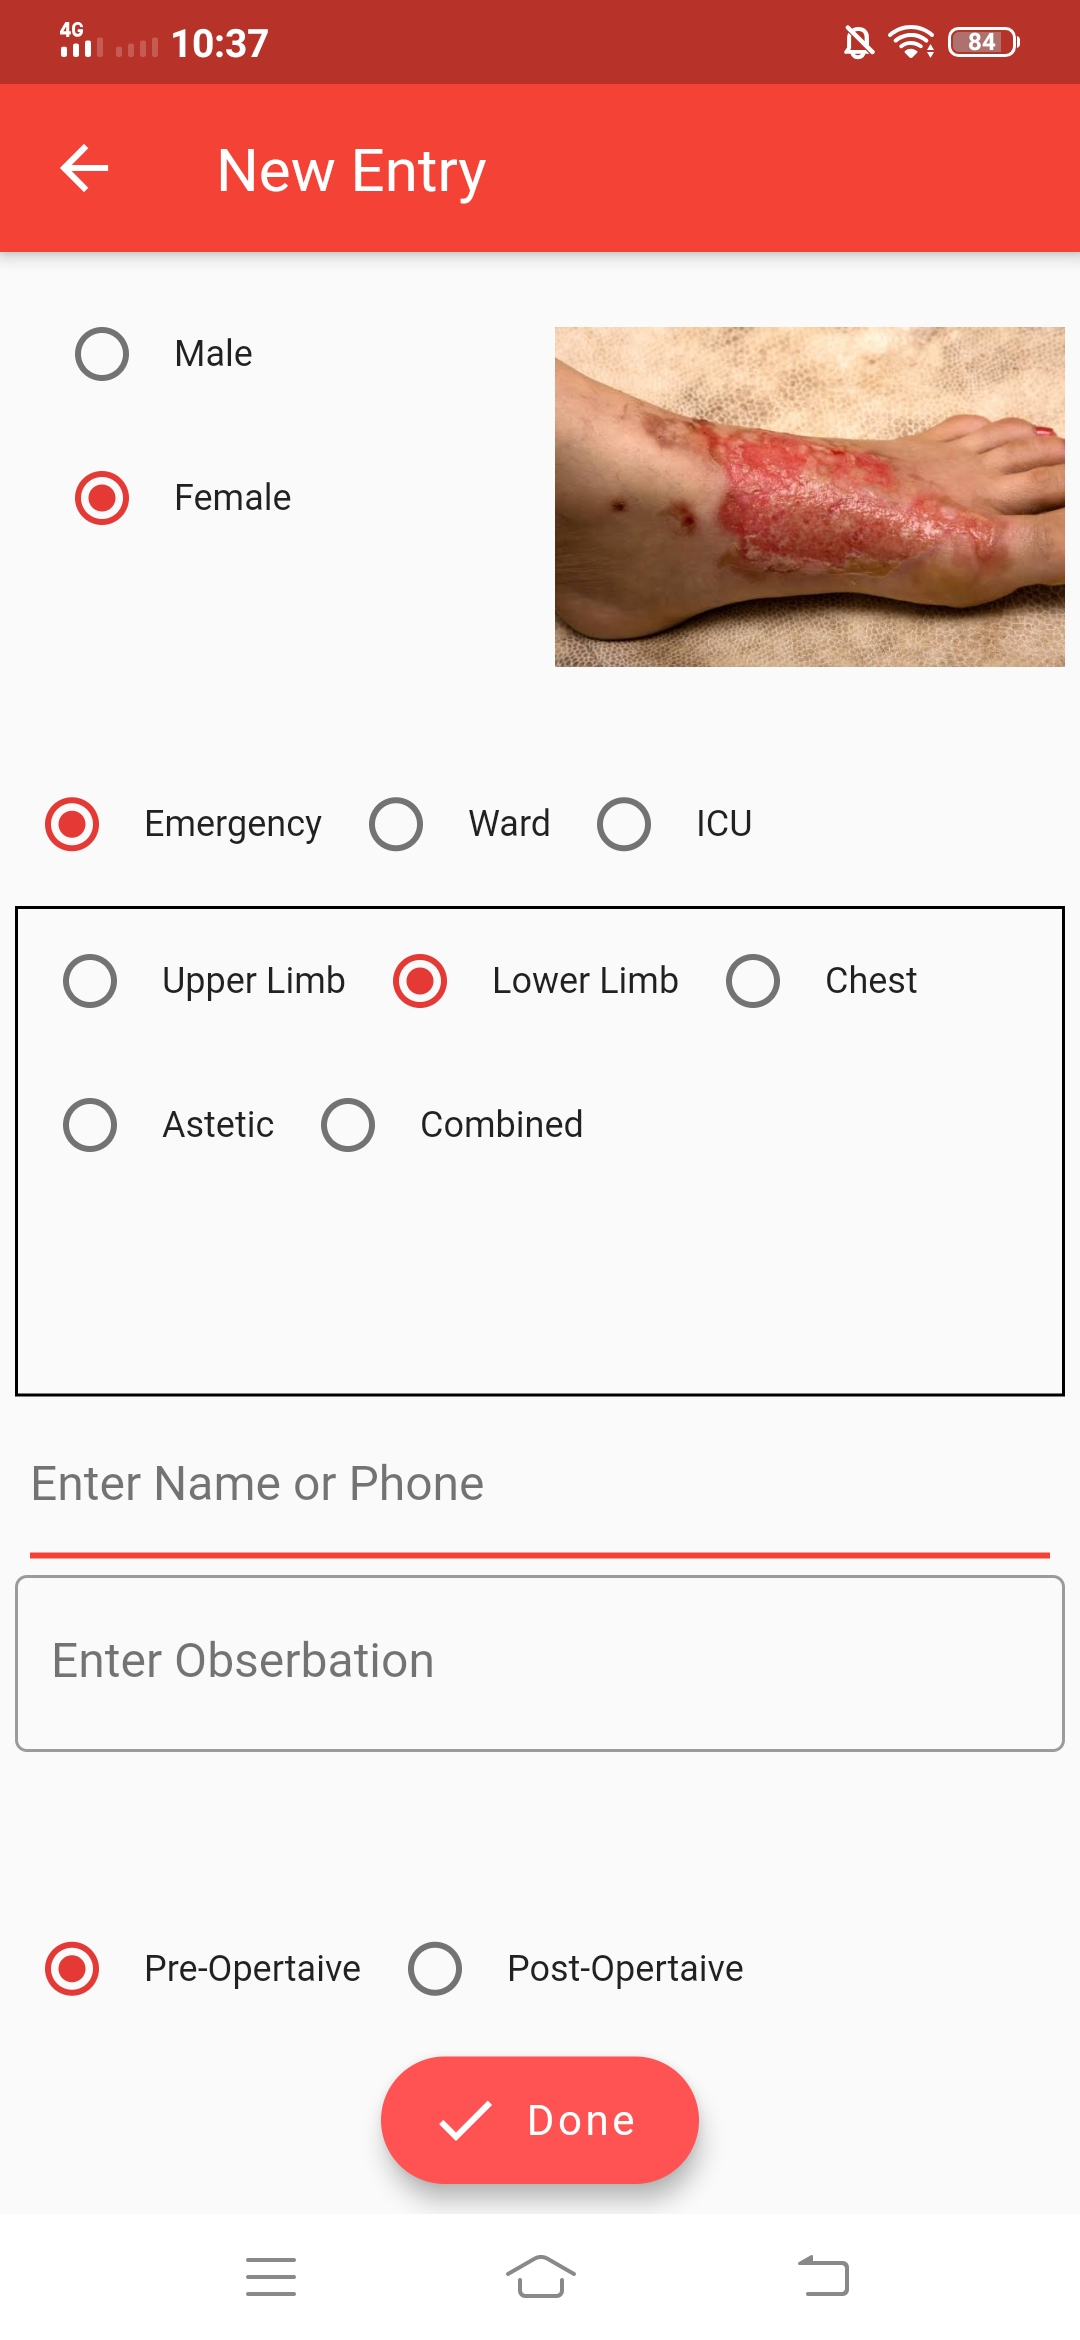 4G 10:37 84
New Entry
Male
Female
Emergency Ward ICU
Upper Limb Lower Limb Chest
Astetic Combined
Enter Name or Phone
Enter Obserbation
Pre-Opertaive Post-Opertaive
Done